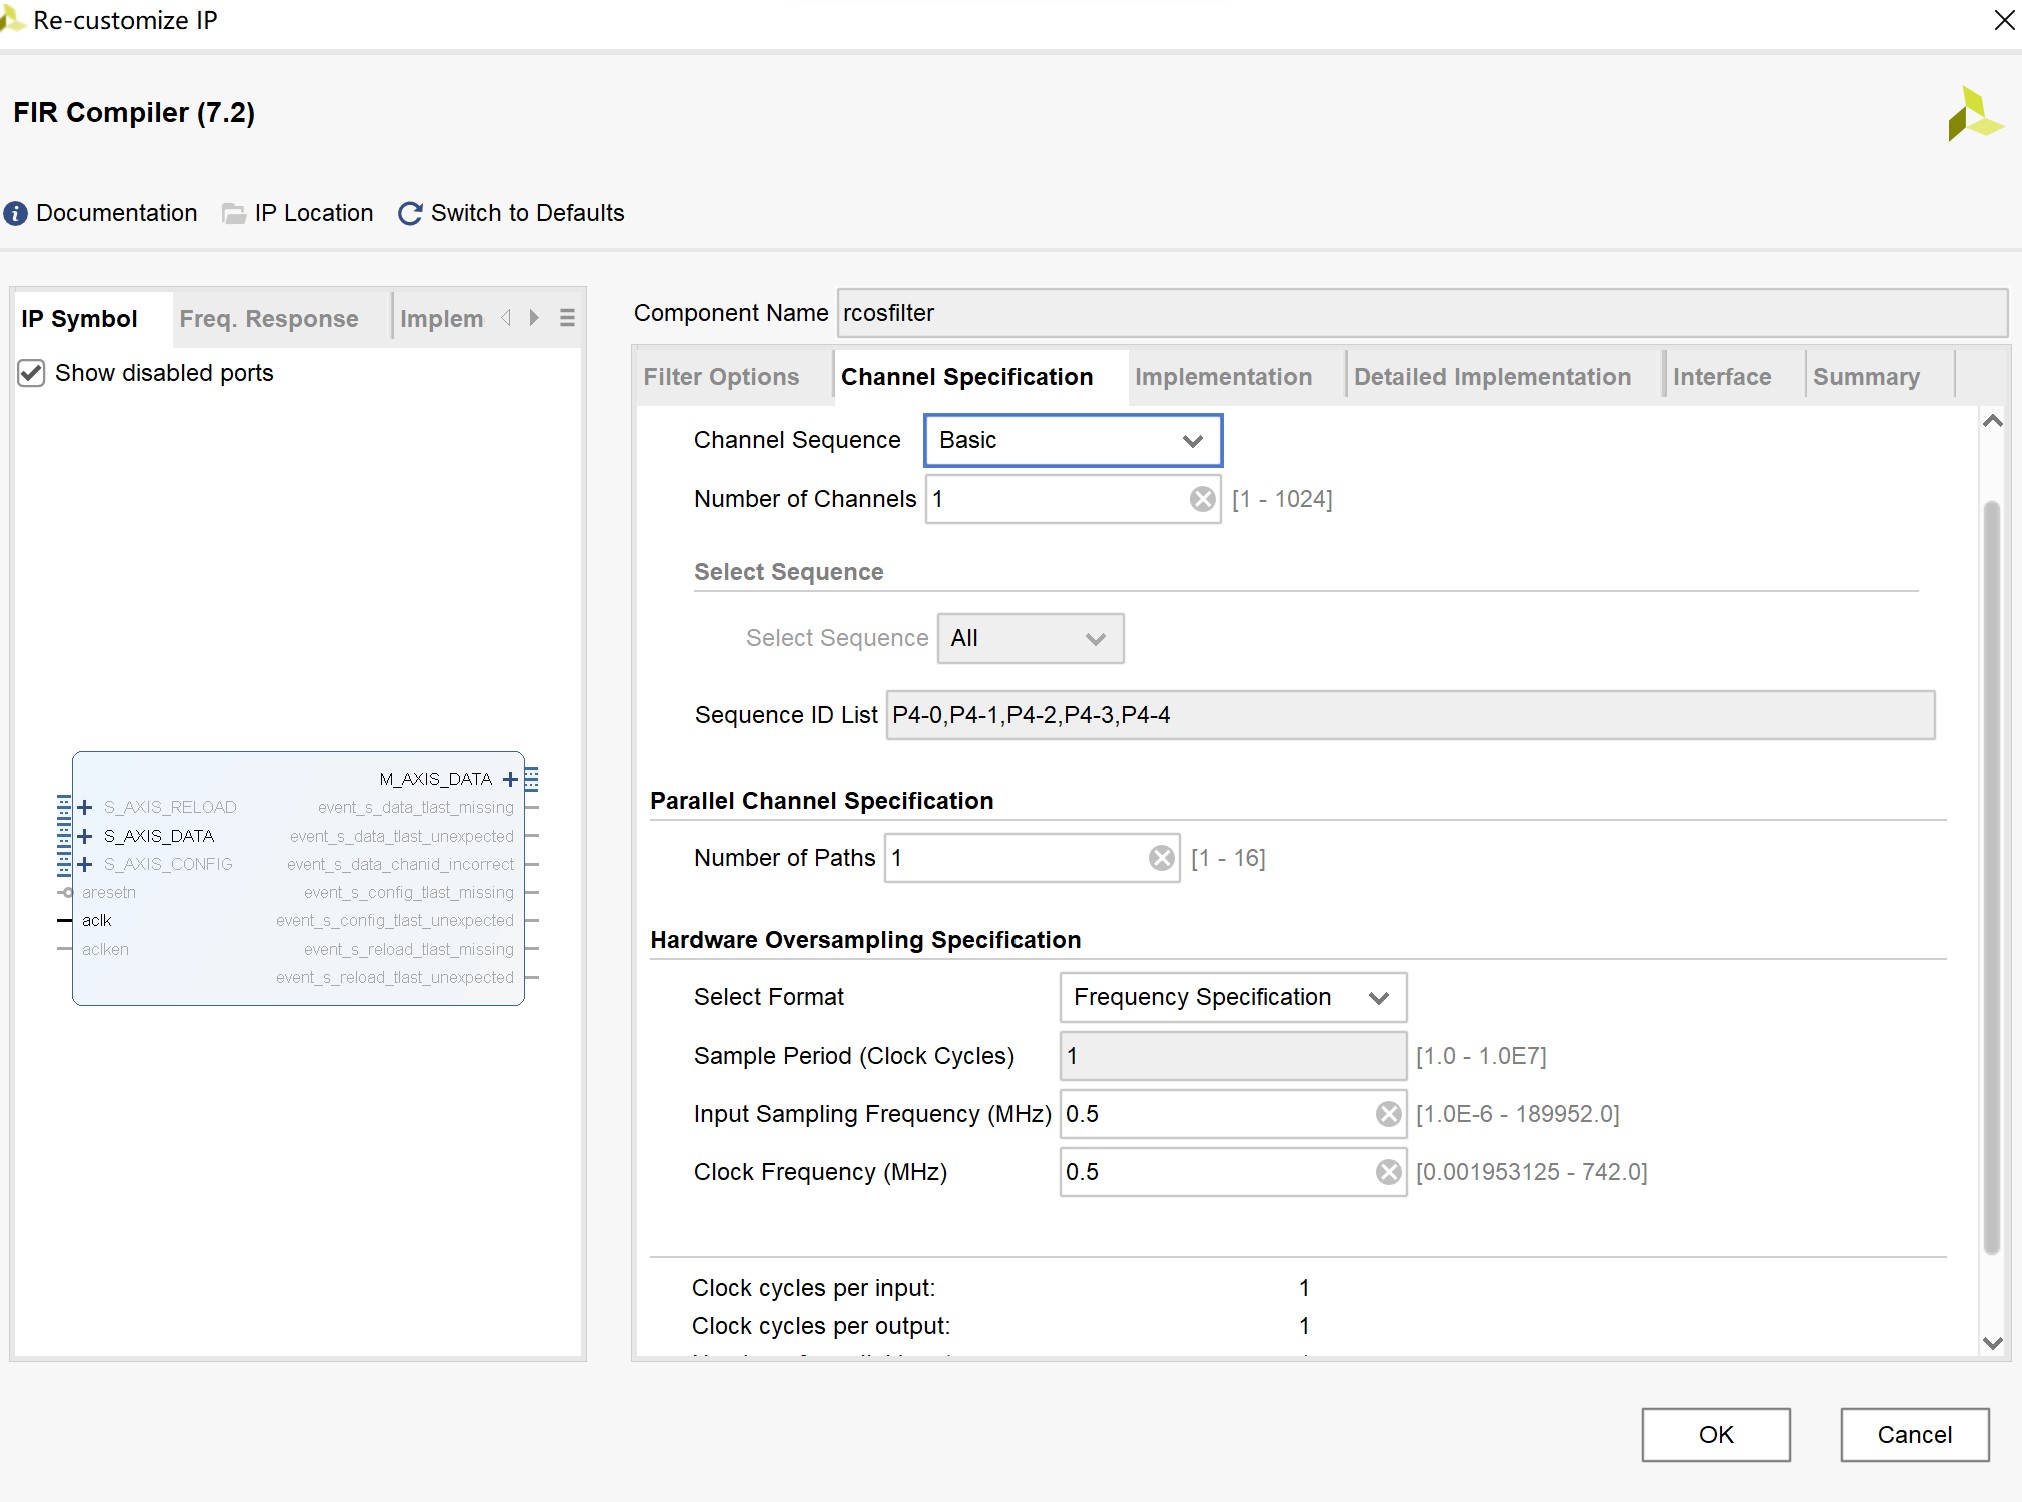 Re-customize IP
FIR Compiler (7.2)
Documentation IP Location Switch to Defaults
IP Symbol Freq. Response Implem
Show disabled ports
M_AXIS_DATA
S_AXIS_RELOAD event_s_data_tlast_missing
S_AXIS_DATA event_s_data_tlast_unexpected
S_AXIS_CONFIG event_s_data_chanid_incorrect
aresetn event_s_config_tlast_missing
aclk event_s_config_tlast_unexpected
aclken event_s_reload_tlast_missing
event_s_reload_tlast_unexpected
Component Name rcosfilter
Filter Options Channel Specification Implementation Detailed Implementation Interface Summary
Channel Sequence Basic
Number of Channels 1 [1 - 1024]
Select Sequence
Select Sequence All
Sequence ID List P4-0,P4-1,P4-2,P4-3,P4-4
Parallel Channel Specification
Number of Paths 1 [1 - 16]
Hardware Oversampling Specification
Select Format Frequency Specification
Sample Period (Clock Cycles) 1 [1.0 - 1.0E7]
Input Sampling Frequency (MHz) 0.5 [1.0E-6 - 189952.0]
Clock Frequency (MHz) 0.5 [0.001953125 - 742.0]
Clock cycles per input: 1
Clock cycles per output: 1
OK Cancel